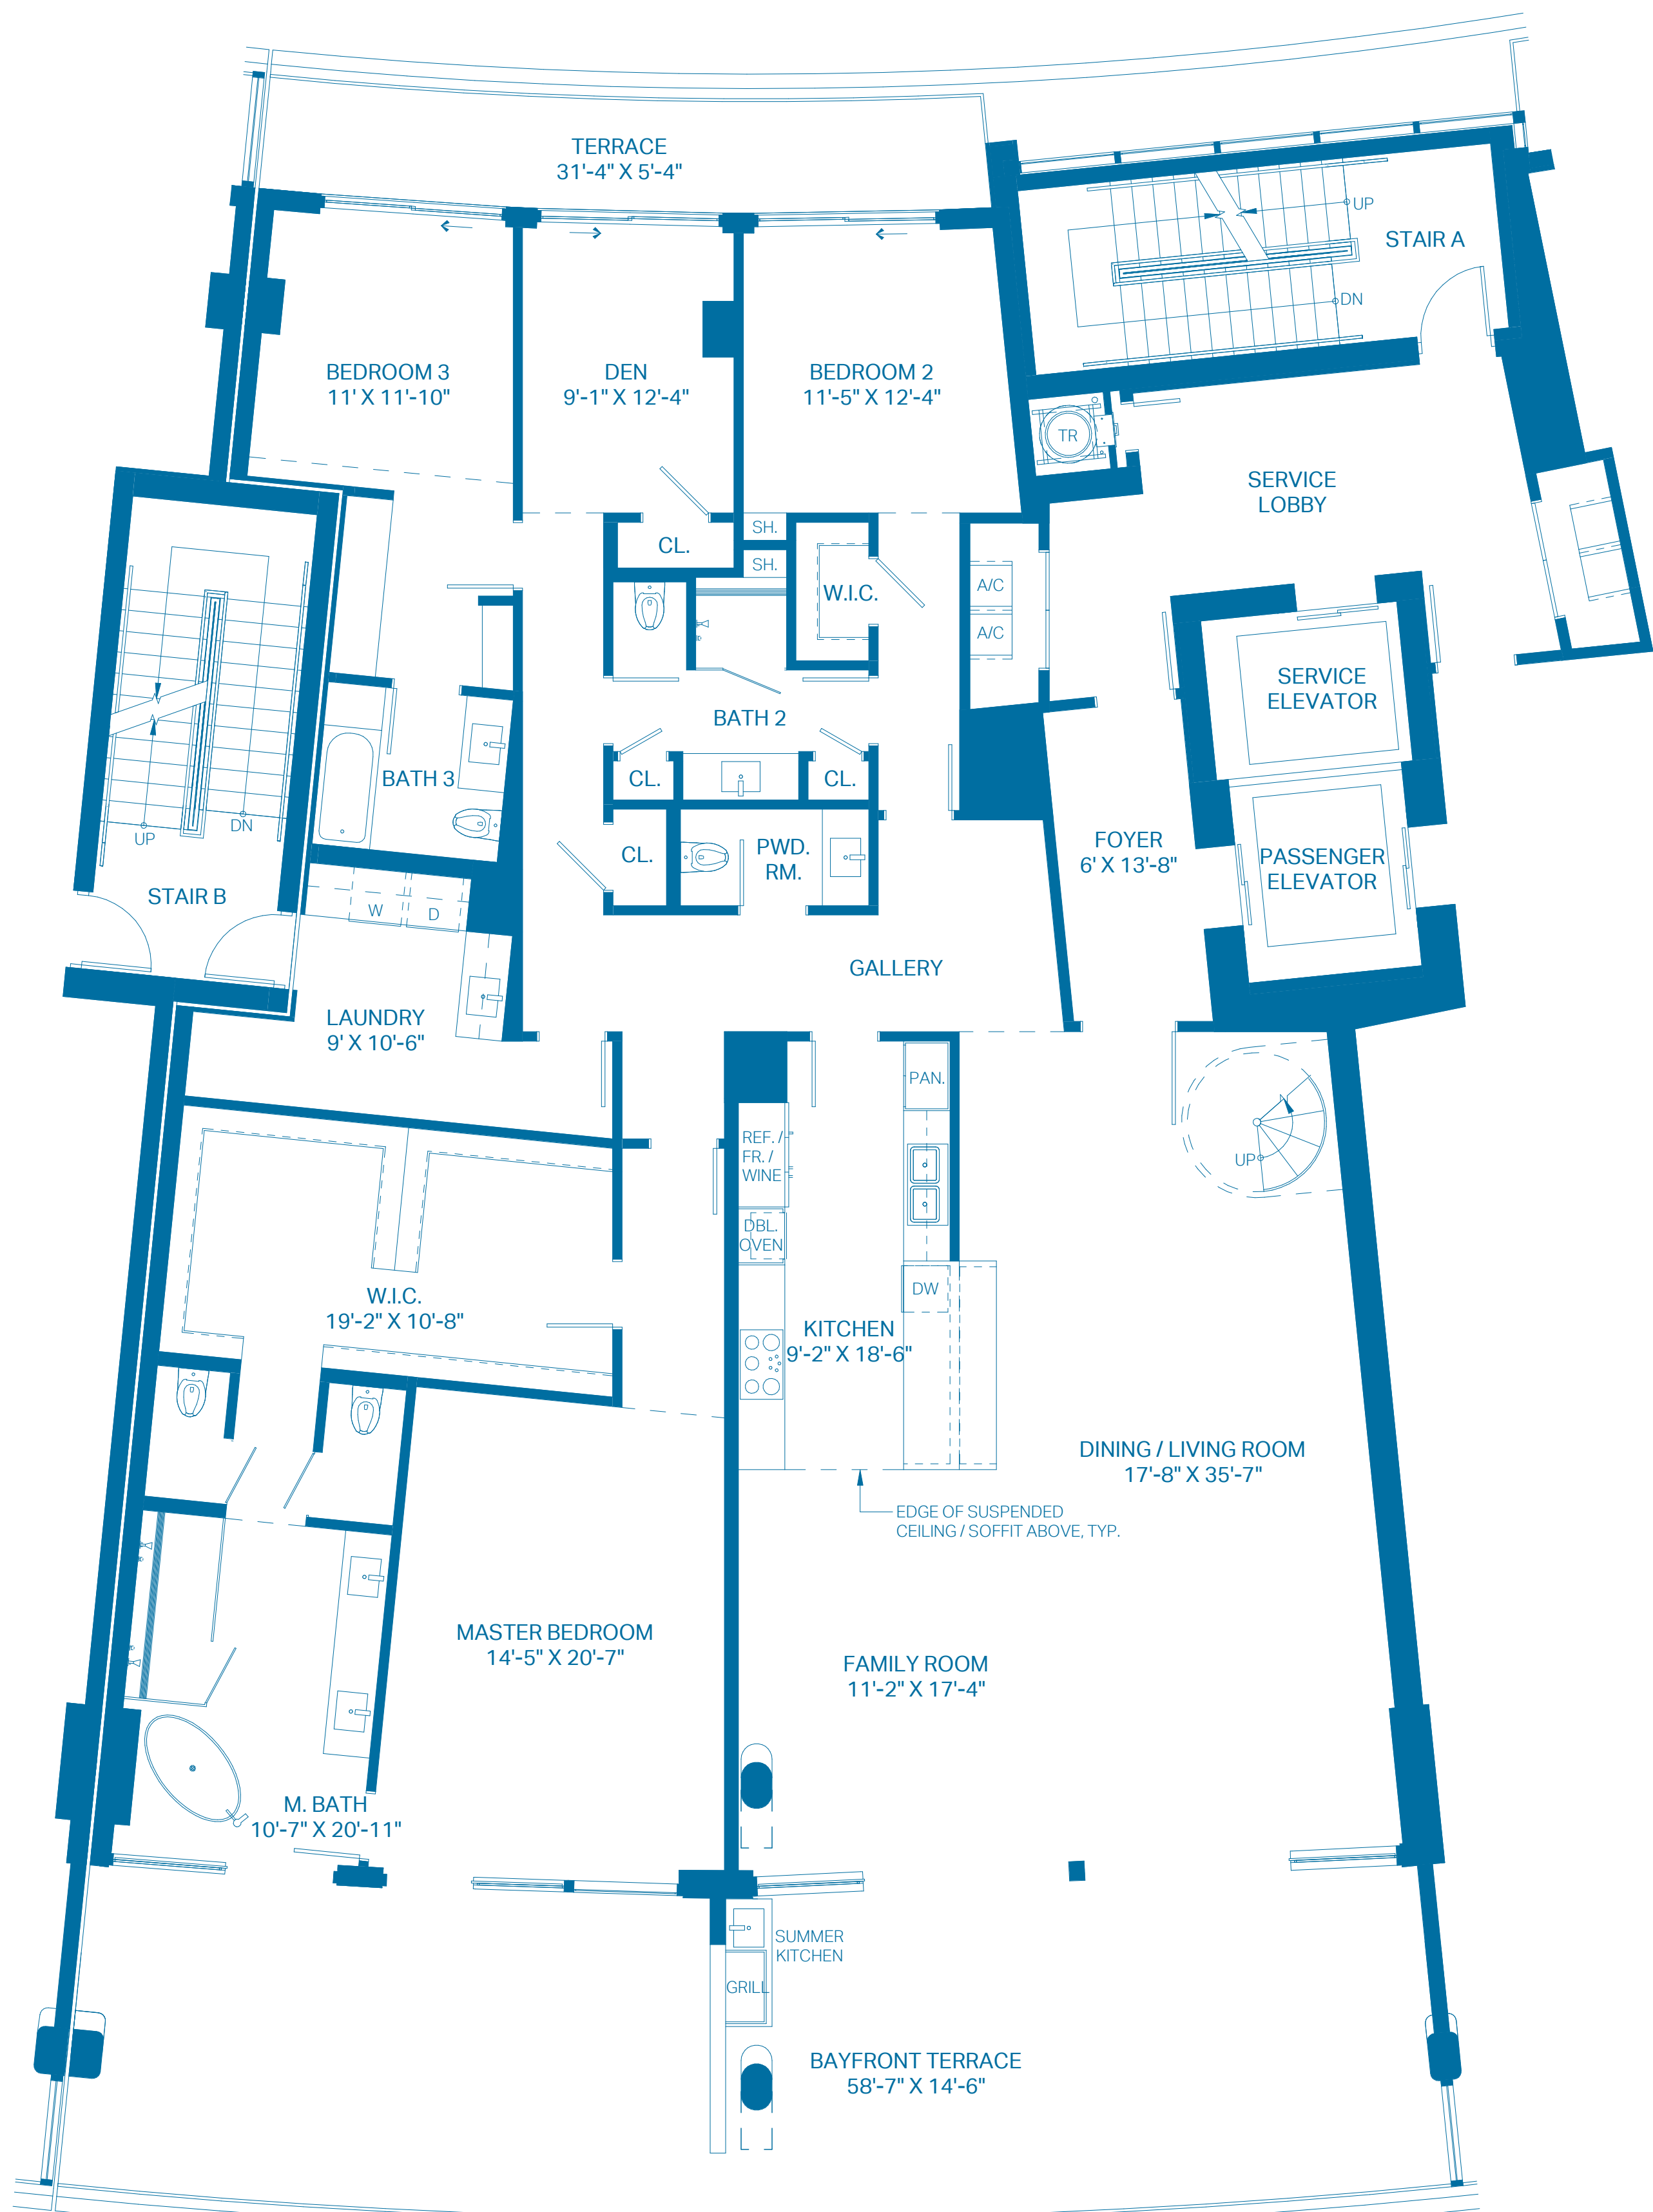 TERRACE
31'-4" X 5'-4"
UP
STAIR A
DN
BEDROOM 3
11' X 11'-10"
DEN
9'-1" X 12'-4"
BEDROOM 2
11'-5" X 12'-4"
TR
SERVICE
LOBBY
SH.
CL.
SH.
A/C
W.I.C.
A/C
SERVICE
ELEVATOR
BATH 2
BATH 3
CL.
CL.
DN
UP
FOYER
6' X 13'-8"
CL.
PWD.
RM.
PASSENGER
ELEVATOR
STAIR B
W
D
GALLERY
LAUNDRY
9' X 10'-6"
PAN.
REF. /
FR. /
WINE
UP
DBL.
OVEN
DW
W.I.C.
19'-2" X 10'-8"
KITCHEN
9'-2" X 18'-6"
DINING / LIVING ROOM
17'-8" X 35'-7"
EDGE OF SUSPENDED
CEILING / SOFFIT ABOVE, TYP.
MASTER BEDROOM
14'-5" X 20'-7"
FAMILY ROOM
11'-2" X 17'-4"
M. BATH
10'-7" X 20'-11"
SUMMER
KITCHEN
GRILL
BAYFRONT TERRACE
58'-7" X 14'-6"